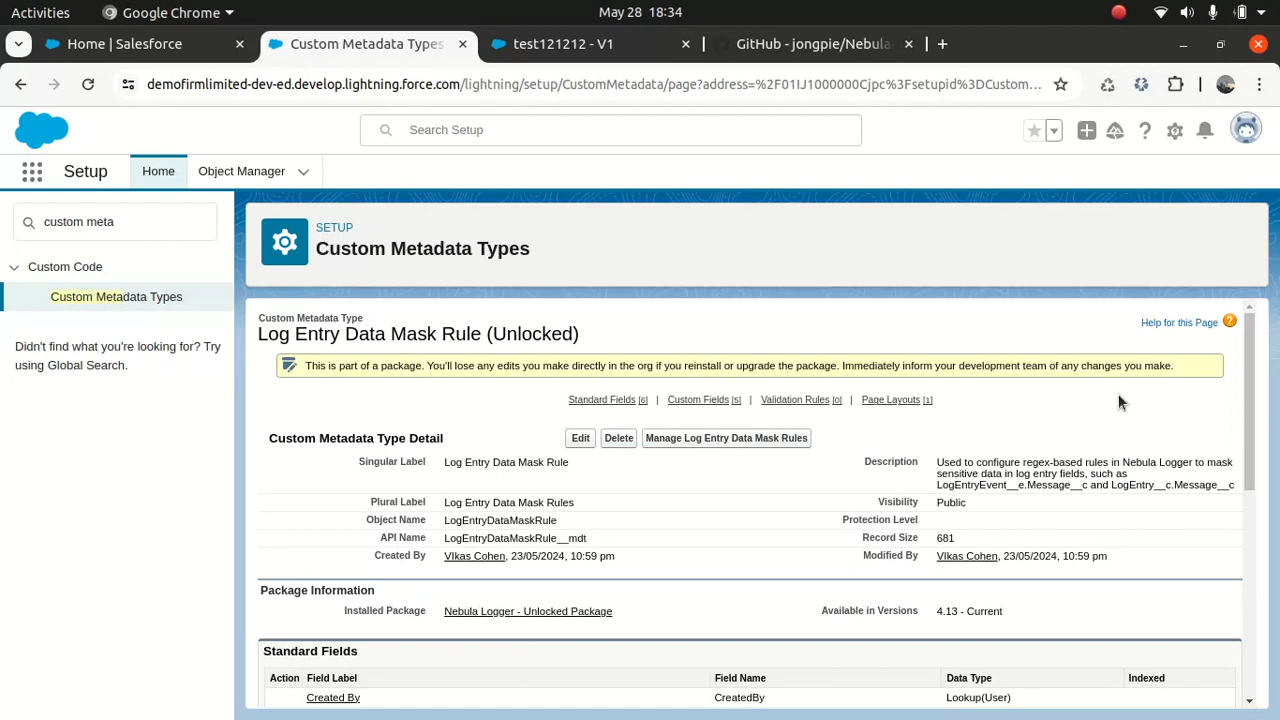 May 28 18:34
Home | Salesforce
Custom Metadata Types
test121212 - V1
GitHub - jongpie/Nebula
demofirmlimited-dev-ed.develop.lightning.force.com/lightning/setup/CustomMetadata/page?address=%2F01IJ1000000Cjpc%3Fsetupid%3DCustom...
Search Setup
Setup
Home
Object Manager
custom meta
Custom Code
Custom Metadata Types
Didn't find what you're looking for? Try
using Global Search.
SETUP
Custom Metadata Types
Custom Metadata Type
Log Entry Data Mask Rule (Unlocked)
Help for this Page ?
This is part of a package. You'll lose any edits you make directly in the org if you reinstall or upgrade the package. Immediately inform your development team of any changes you make.
Standard Fields [6] | Custom Fields [5] | Validation Rules [0] | Page Layouts [1]
Custom Metadata Type Detail
Edit Delete Manage Log Entry Data Mask Rules
Singular Label Log Entry Data Mask Rule
Description Used to configure regex-based rules in Nebula Logger to mask
sensitive data in log entry fields, such as
LogEntryEvent__e.Message__c and LogEntry__c.Message__c
Plural Label Log Entry Data Mask Rules
Visibility Public
Object Name LogEntryDataMaskRule
Protection Level
API Name LogEntryDataMaskRule__mdt
Record Size 681
Created By VIkas Cohen, 23/05/2024, 10:59 pm
Modified By VIkas Cohen, 23/05/2024, 10:59 pm
Package Information
Installed Package Nebula Logger - Unlocked Package
Available in Versions 4.13 - Current
Standard Fields
Action Field Label Field Name Data Type Indexed
Created By CreatedBy Lookup(User)